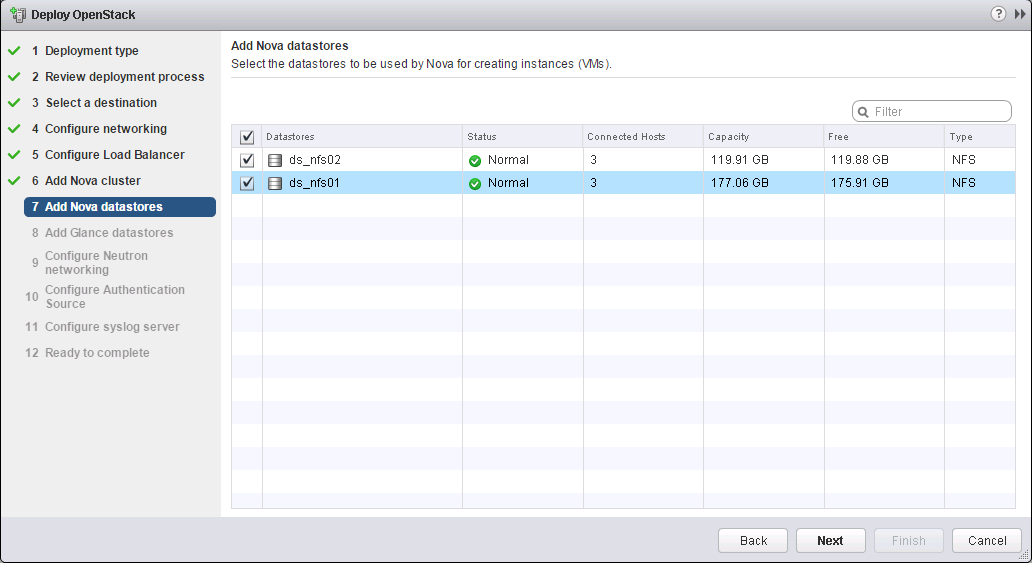 Deploy OpenStack
1 Deployment type
2 Review deployment process
3 Select a destination
4 Configure networking
5 Configure Load Balancer
6 Add Nova cluster
7 Add Nova datastores
8 Add Glance datastores
9 Configure Neutron
networking
10 Configure Authentication
Source
11 Configure syslog server
12 Ready to complete
Add Nova datastores
Select the datastores to be used by Nova for creating instances (VMs).
Filter
Datastores Status Connected Hosts Capacity Free Type
ds_nfs02 Normal 3 119.91 GB 119.88 GB NFS
ds_nfs01 Normal 3 177.06 GB 175.91 GB NFS
Back Next Finish Cancel